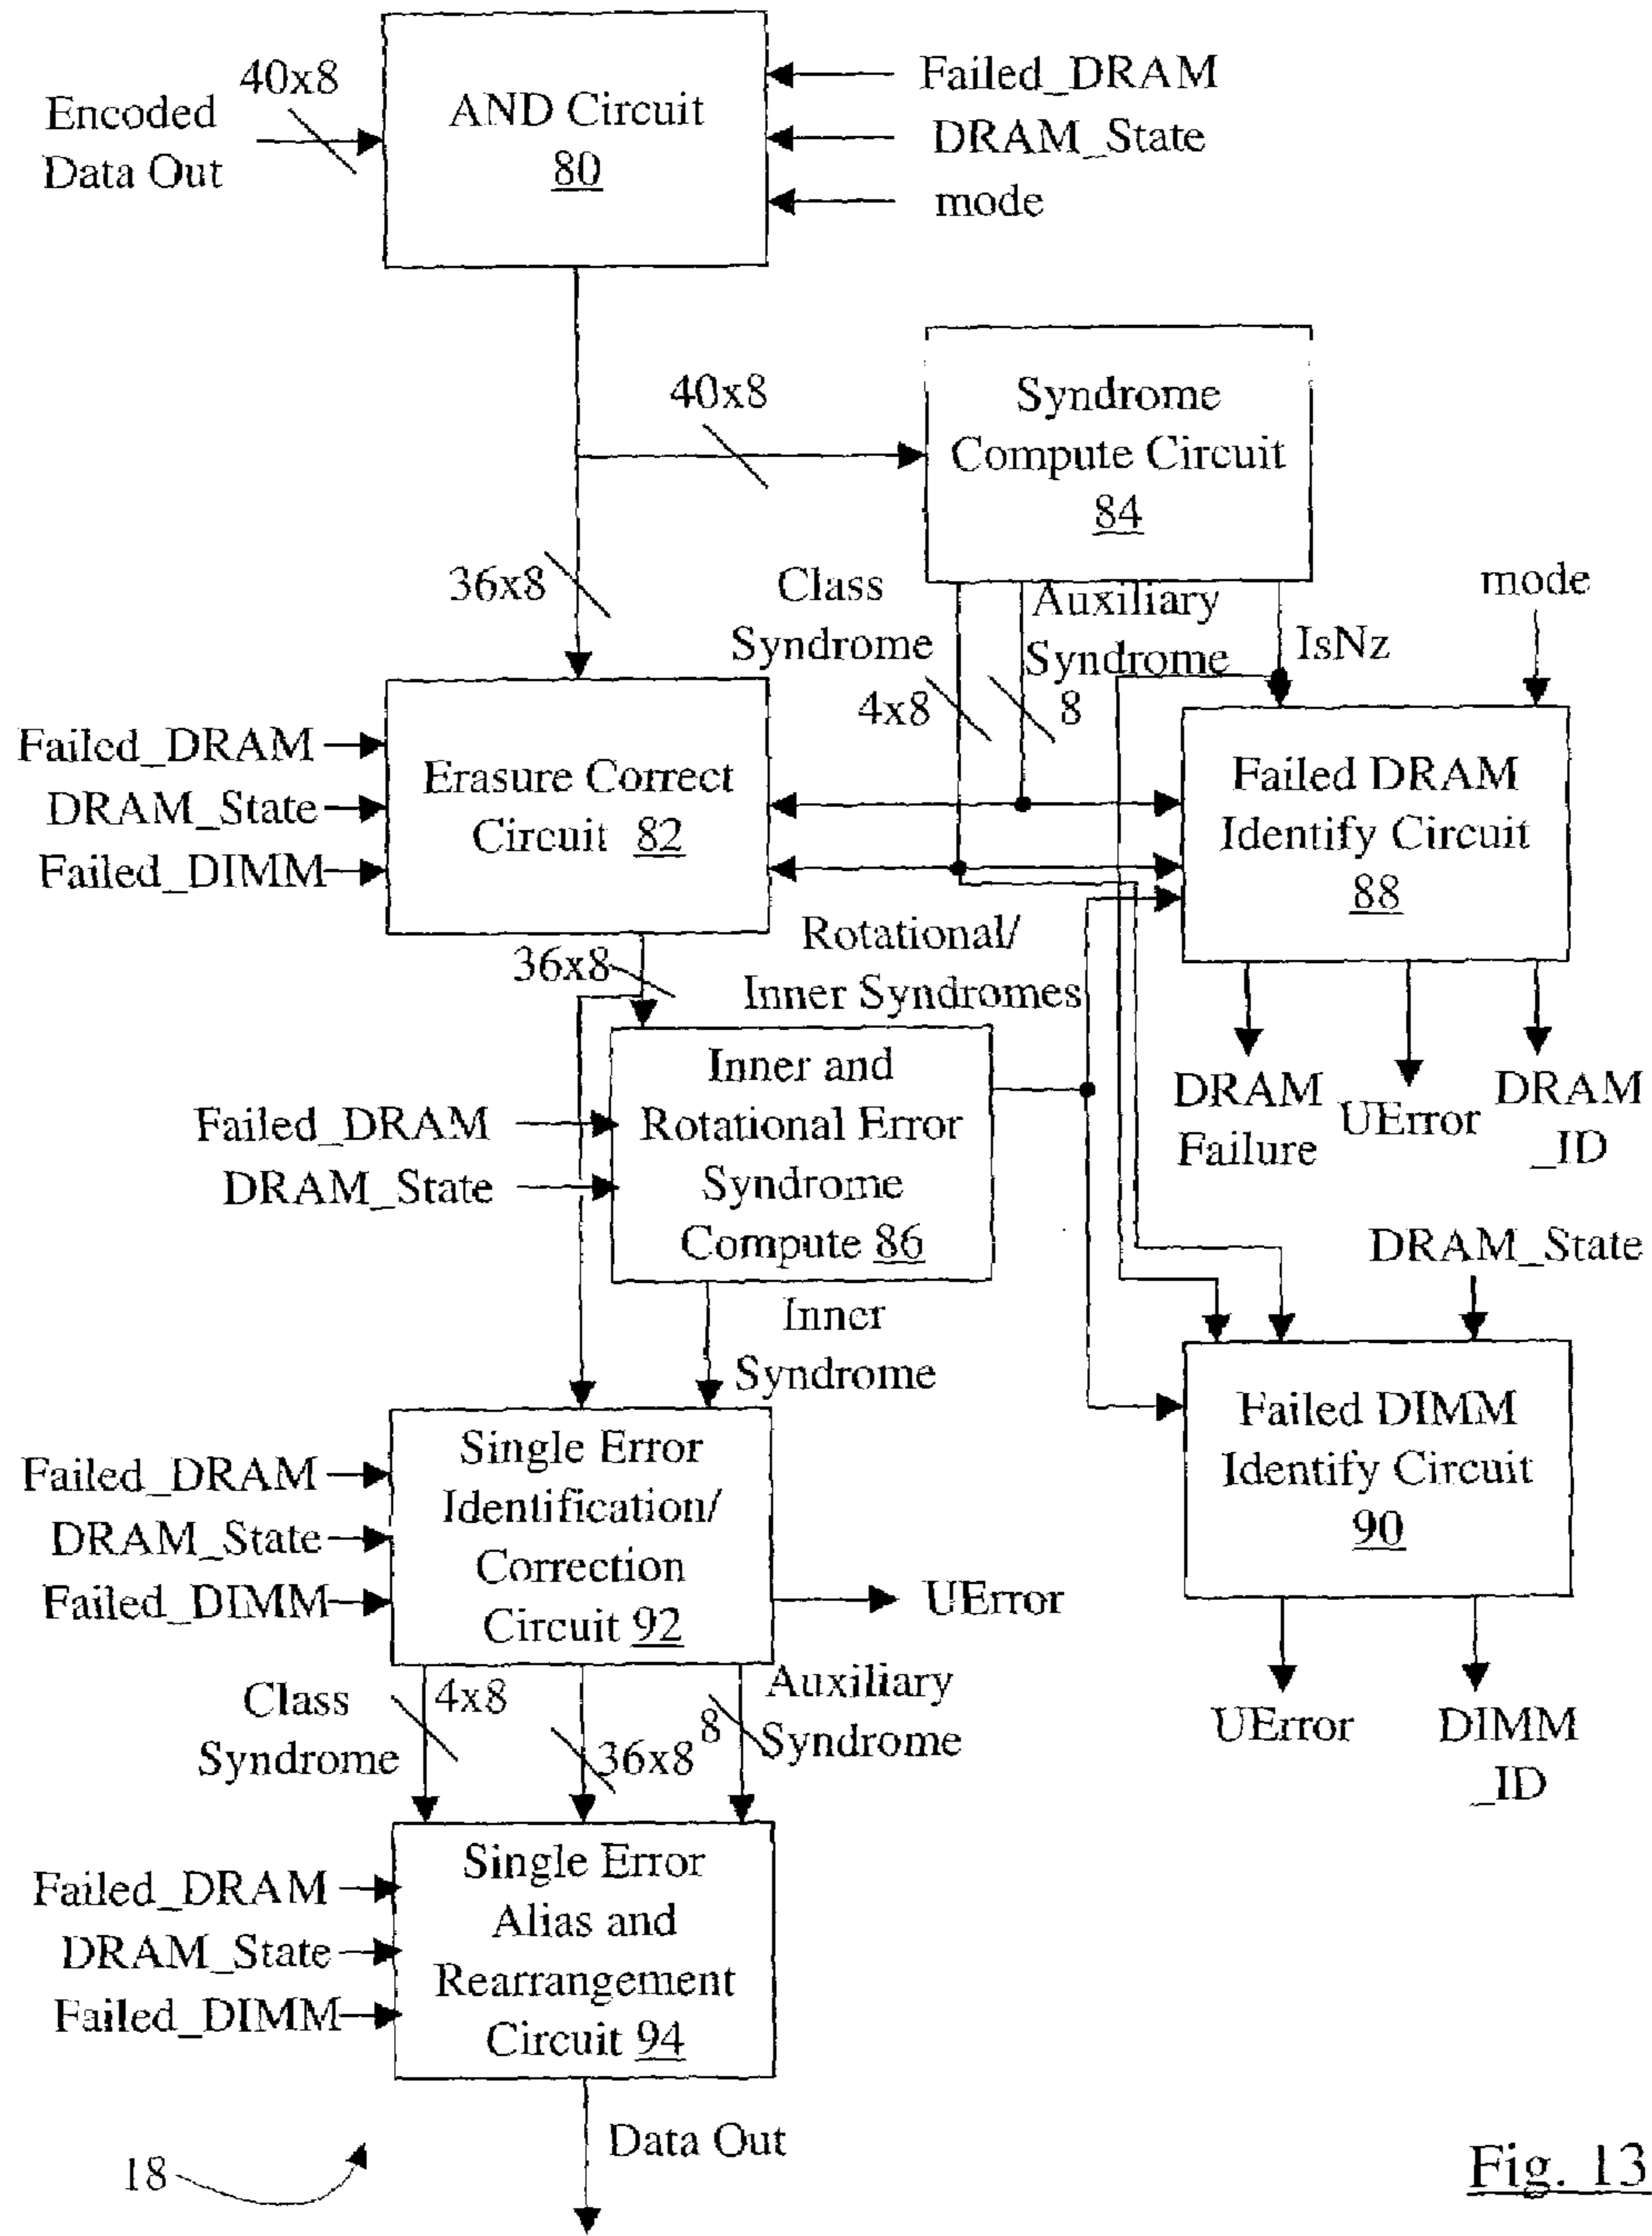 40x8
Encoded
Data Out
AND Circuit
80
Failed_DRAM
DRAM_State
mode
40x8
Syndrome
Compute Circuit
84
36x8
Class
Syndrome
4x8
Auxiliary
Syndrome
8
IsNz
mode
Failed_DRAM
DRAM_State
Failed_DIMM
Erasure Correct
Circuit 82
Failed DRAM
Identify Circuit
88
36x8
Rotational/
Inner Syndromes
DRAM
Failure
UError
DRAM
_ID
Failed_DRAM
DRAM_State
Inner and
Rotational Error
Syndrome
Compute 86
DRAM_State
Inner
Syndrome
Failed DIMM
Identify Circuit
90
Failed_DRAM
DRAM_State
Failed_DIMM
Single Error
Identification/
Correction
Circuit 92
UError
UError
DIMM
_ID
Class
Syndrome
4x8
36x8
8
Auxiliary
Syndrome
Failed_DRAM
DRAM_State
Failed_DIMM
Single Error
Alias and
Rearrangement
Circuit 94
Data Out
18
Fig. 13